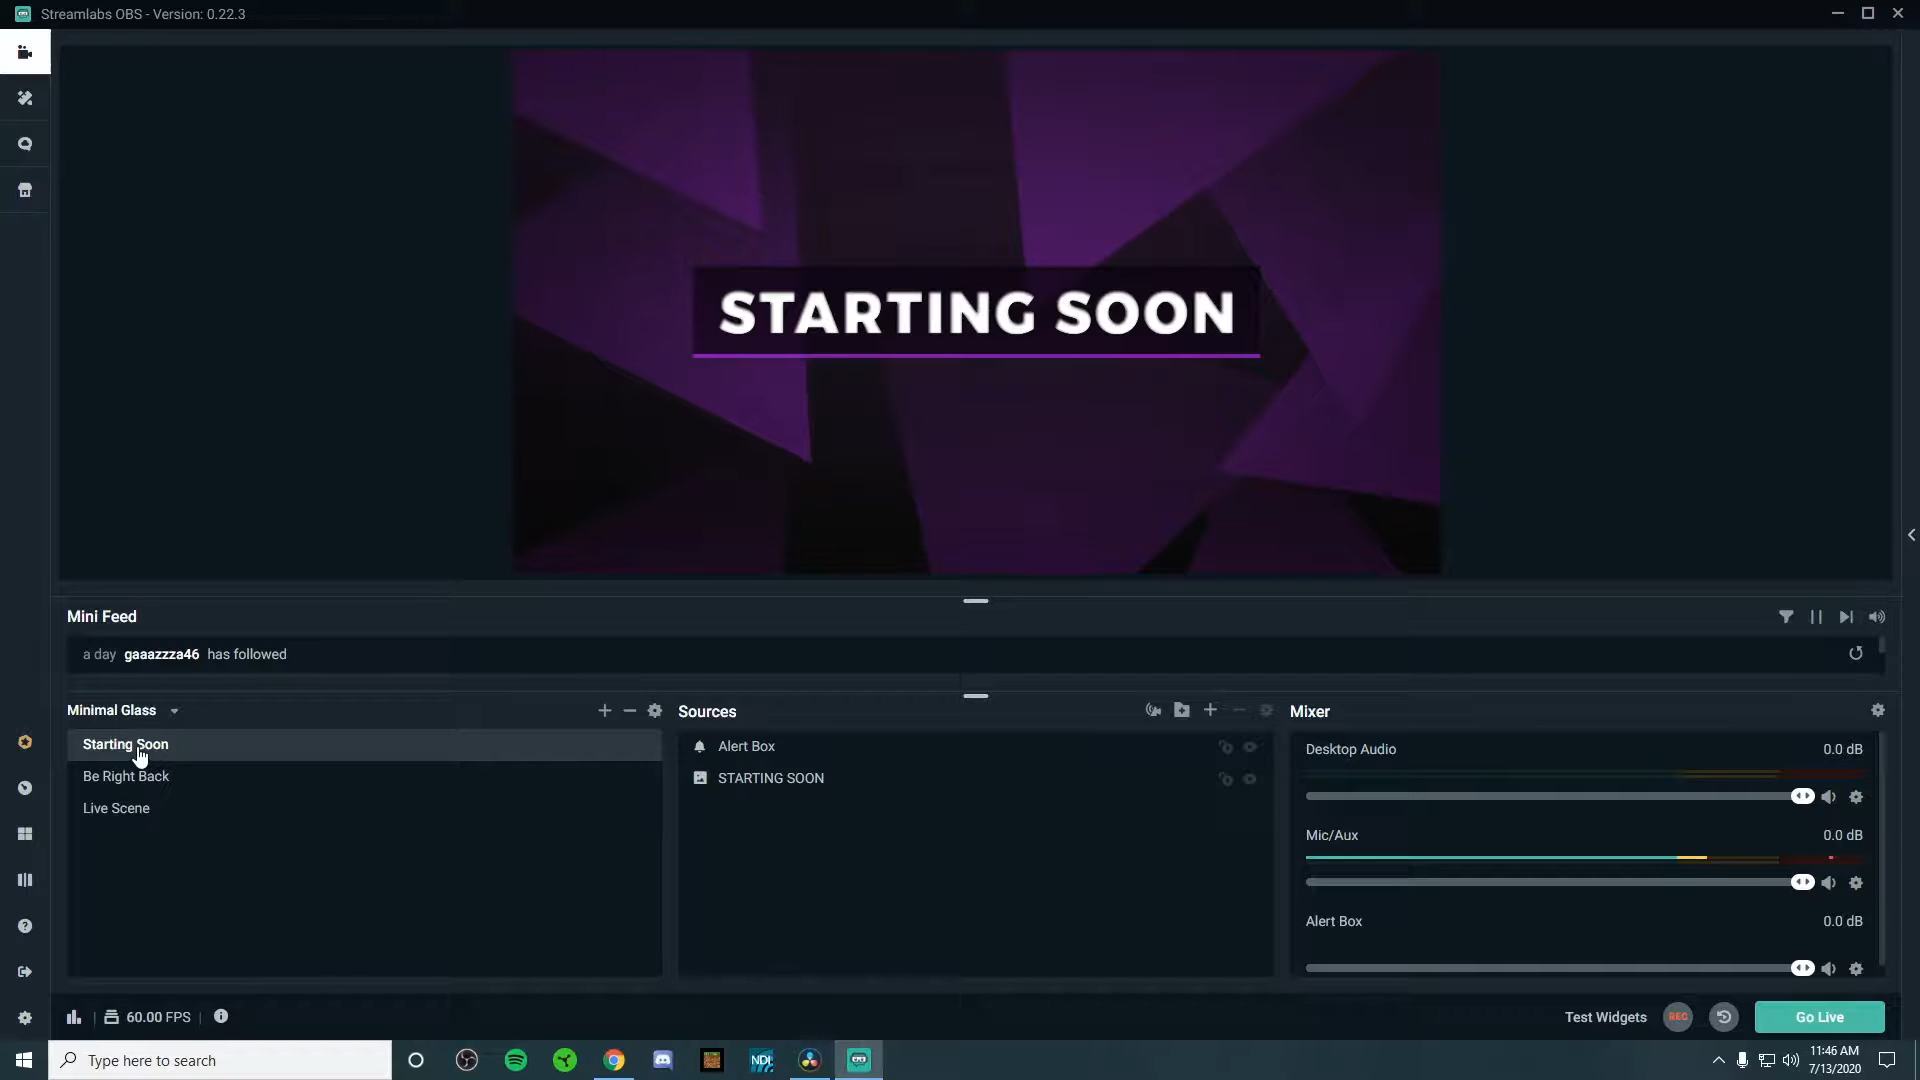 Streamlabs OBS - Version: 0.22.3
STARTING SOON
Mini Feed
a day gaaazzza46 has followed
Minimal Glass
Starting Soon
Be Right Back
Live Scene
Sources
Alert Box
STARTING SOON
Mixer
Desktop Audio 0.0 dB
Mic/Aux 0.0 dB
Alert Box 0.0 dB
60.00 FPS
Test Widgets
REC
Go Live
Type here to search
NDI
11:46 AM
7/13/2020